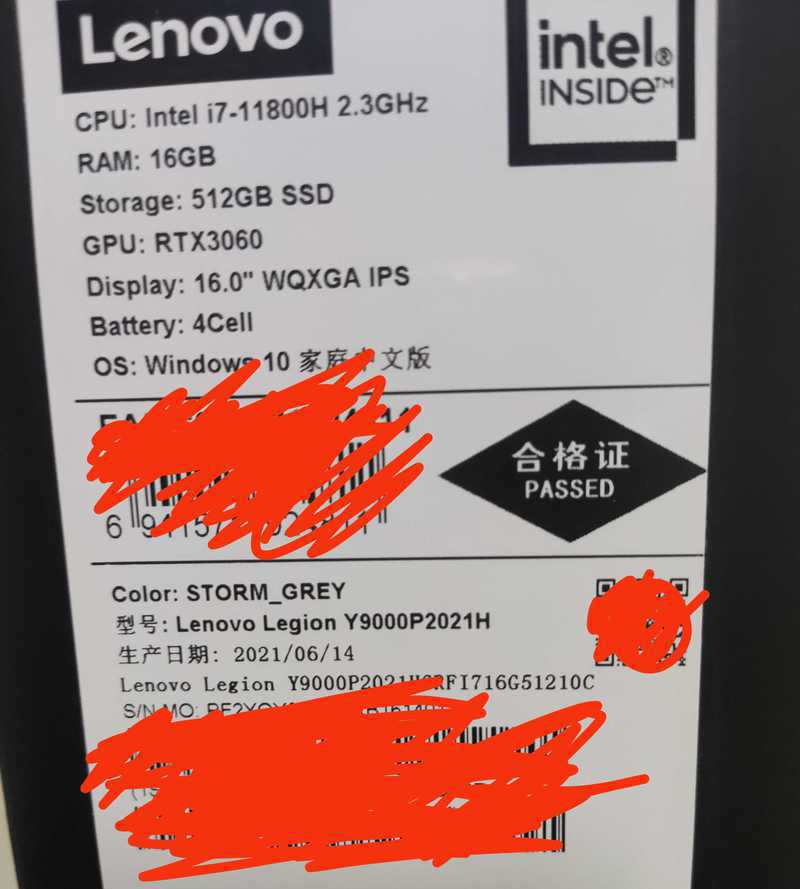 Lenovo
intel®
INSIDe™
CPU: Intel i7-11800H 2.3GHz
RAM: 16GB
Storage: 512GB SSD
GPU: RTX3060
Display: 16.0" WQXGA IPS
Battery: 4Cell
OS: Windows 10 家庭中文版
合格证
PASSED
Color: STORM_GREY
型号: Lenovo Legion Y9000P2021H
生产日期: 2021/06/14
Lenovo Legion
S/N MO: